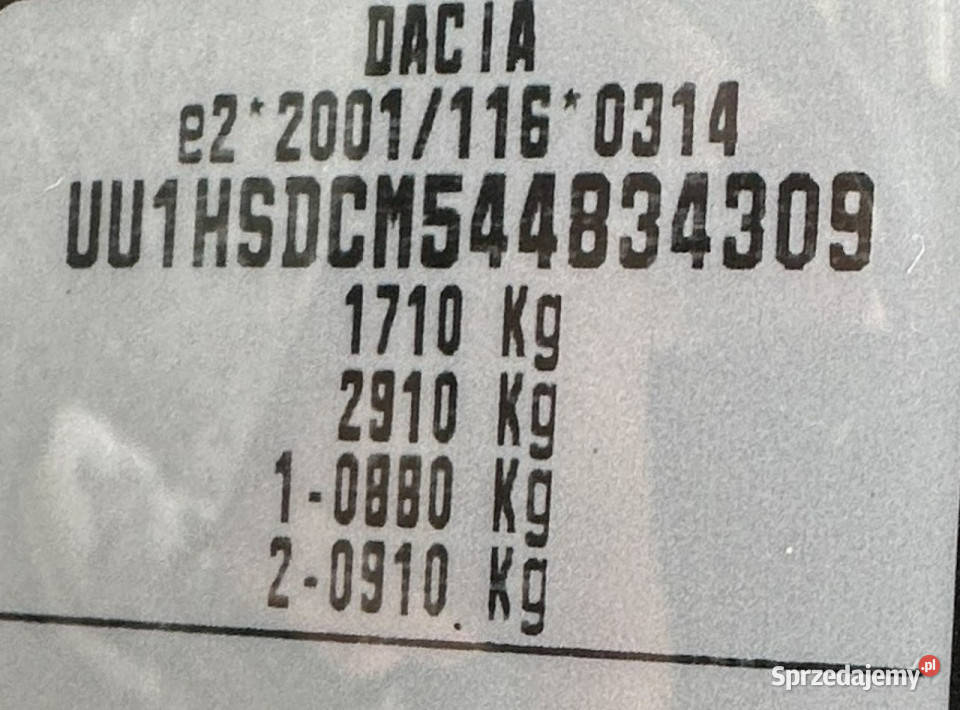 DACIA
e2*2001/116*0314
UU1HSDCM544834309
1710 Kg
2910 Kg
1-0880 Kg
2-0910 Kg
Sprzedajemy.pl